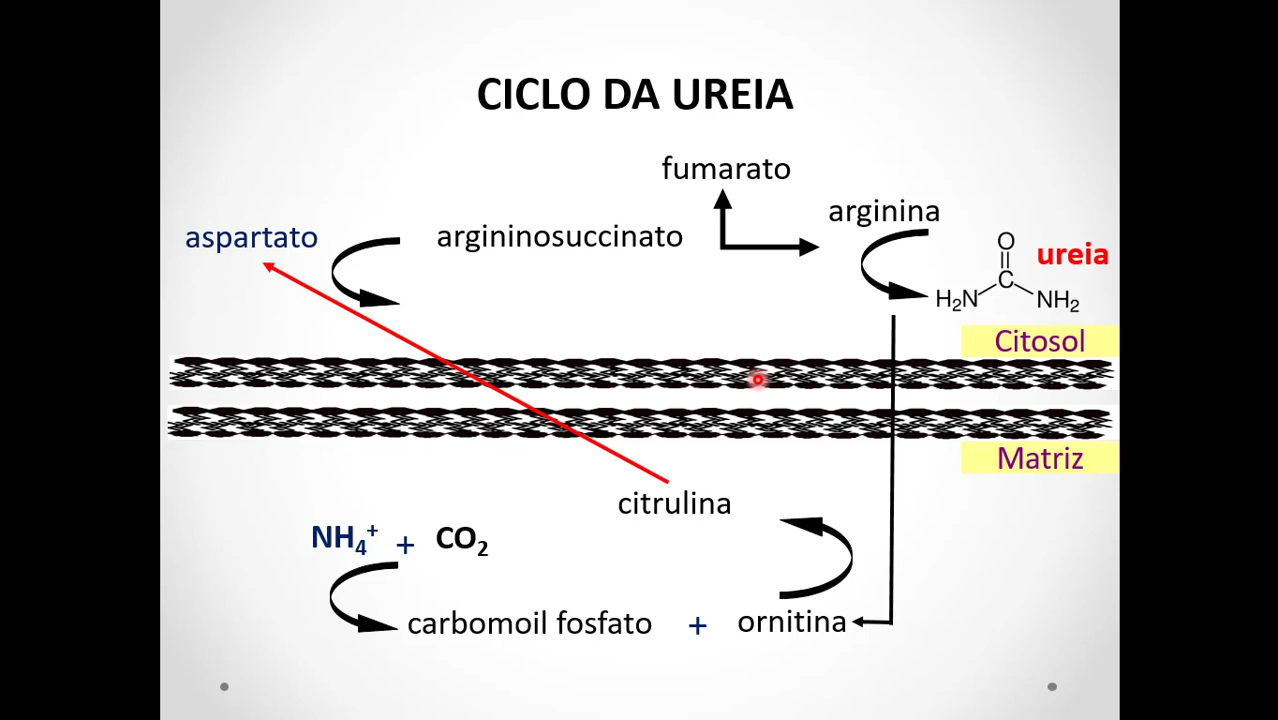 CICLO DA UREIA
fumarato
arginina
aspartato
argininosuccinato
ureia
O
C
H₂N
NH₂
Citosol
Matriz
citrulina
NH₄⁺ + CO₂
carbomoil fosfato + ornitina